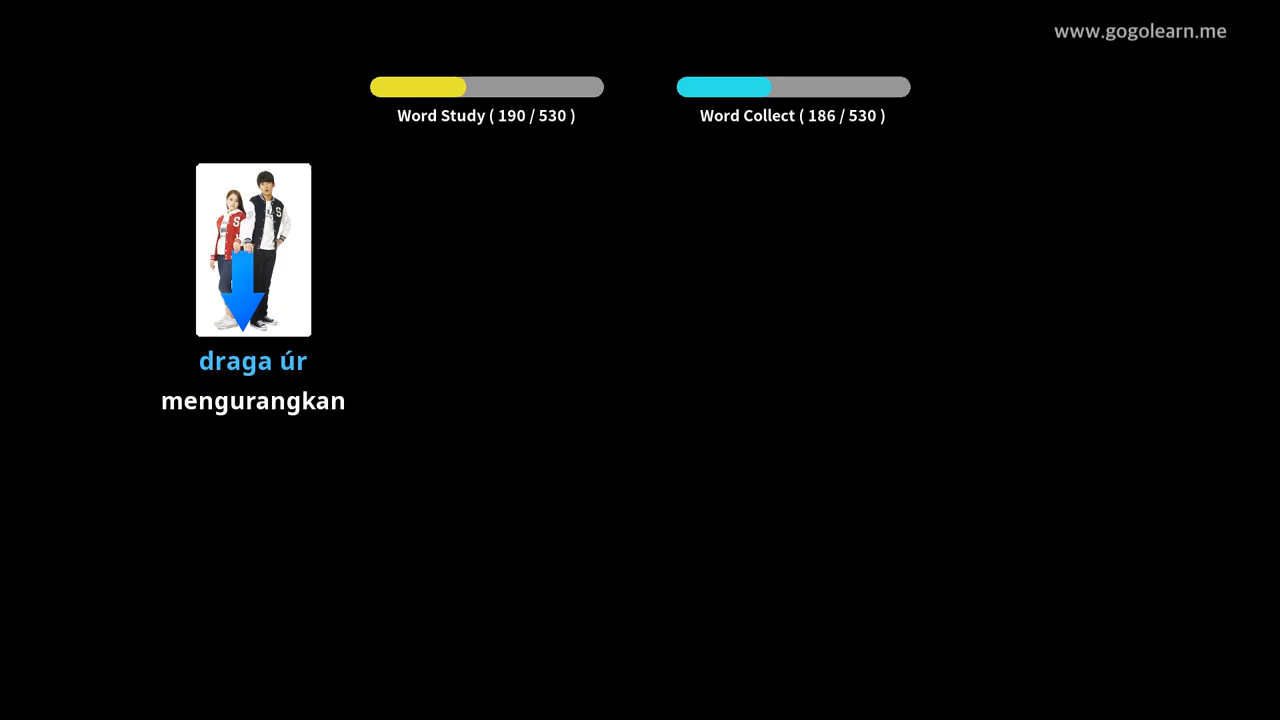 www.gogolearn.me
Word Study ( 190 / 530 )
Word Collect ( 186 / 530 )
S
S
draga úr
mengurangkan